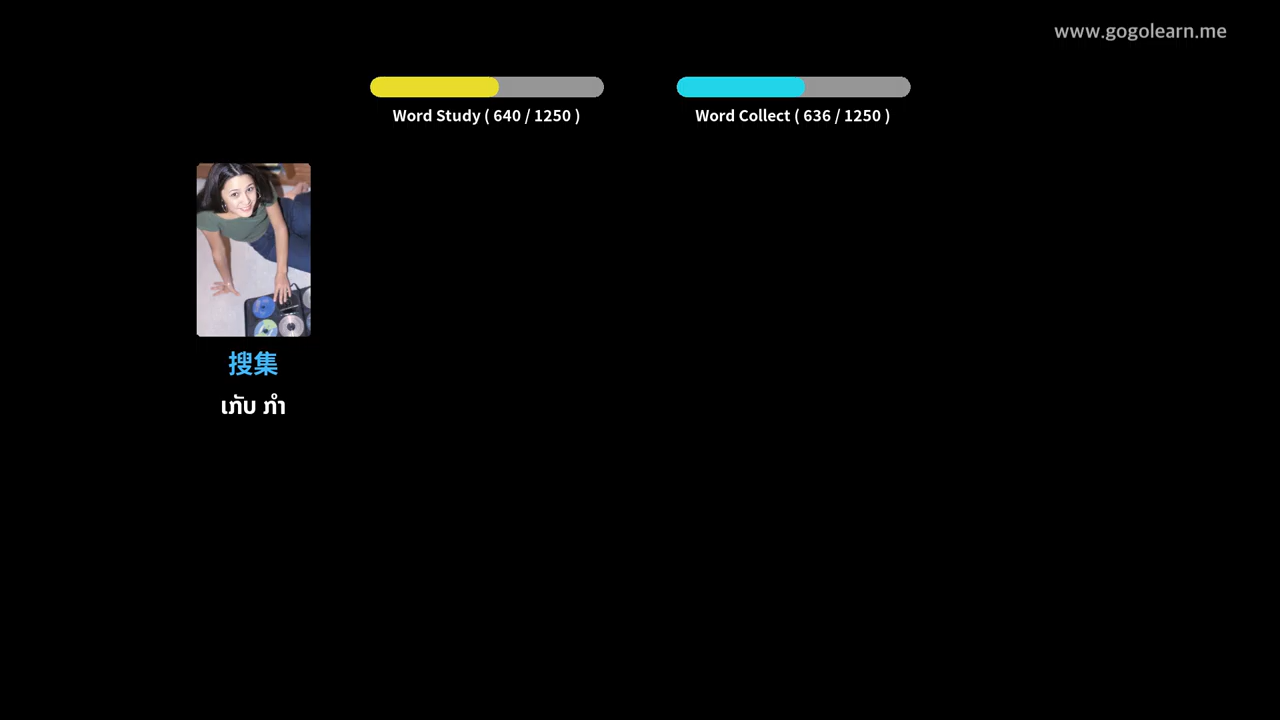 www.gogolearn.me
Word Study ( 640 / 1250 )
Word Collect ( 636 / 1250 )
搜集
ເກັບ ກຳ